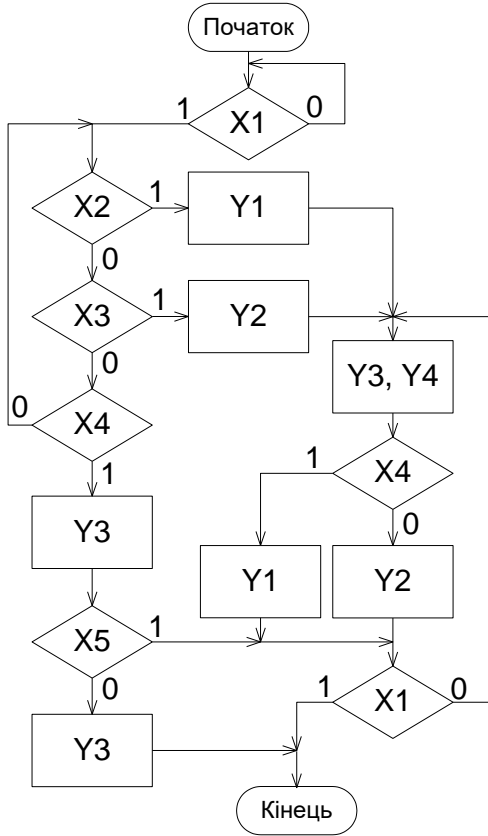 Початок
1 X1 0
X2 1 Y1
0
X3 1 Y2
0
Y3, Y4
0 X4
1 X4
1
0
Y3
Y1 Y2
X5 1
0
1 X1 0
Y3
Кінець